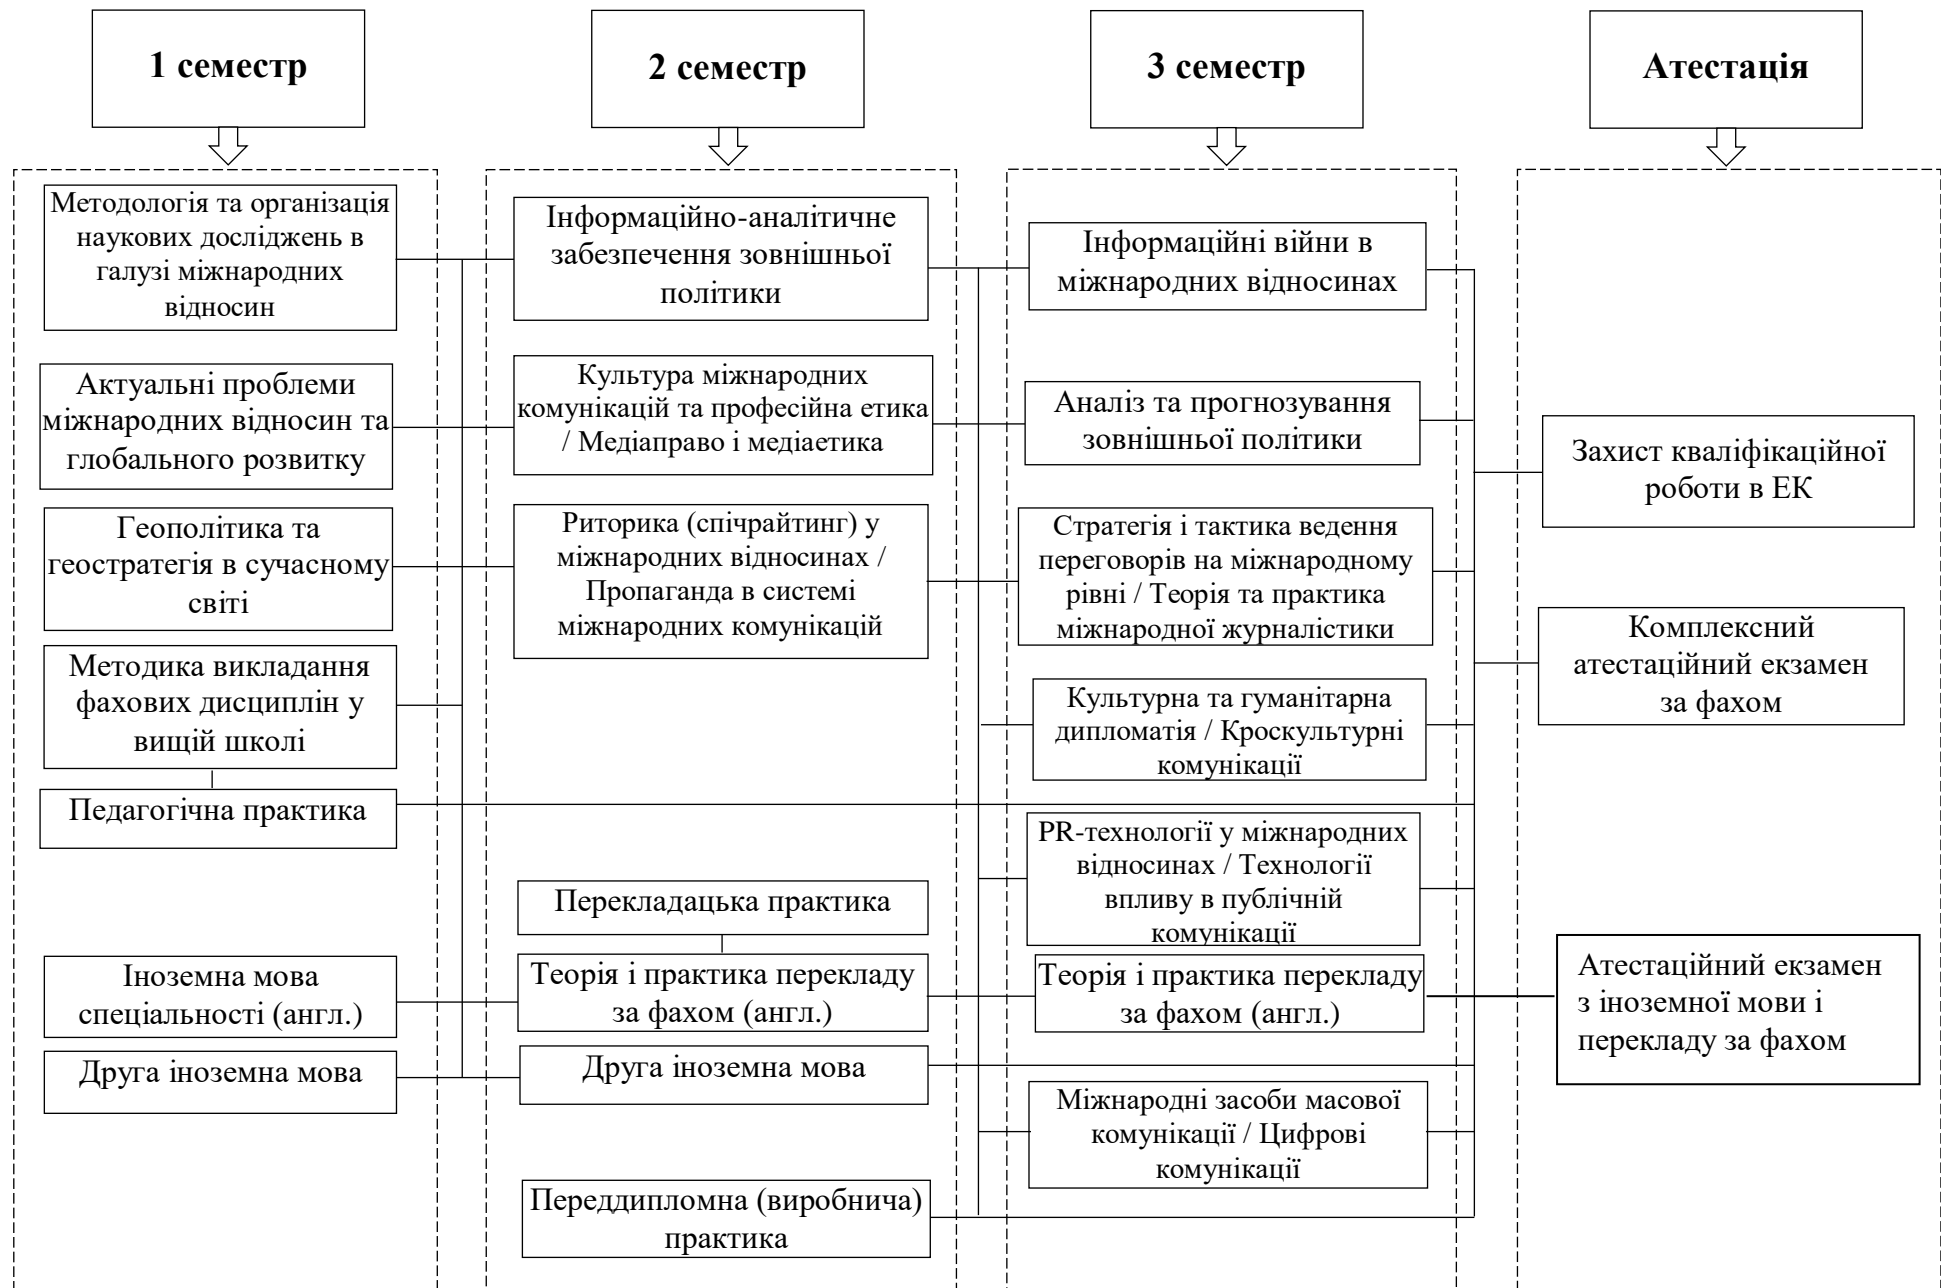 1 семестр
2 семестр
3 семестр
Атестація
Методологія та організація
наукових досліджень в
галузі міжнародних
відносин
Актуальні проблеми
міжнародних відносин та
глобального розвитку
Геополітика та
геостратегія в сучасному
світі
Методика викладання
фахових дисциплін у
вищій школі
Педагогічна практика
Іноземна мова
спеціальності (англ.)
Друга іноземна мова
Інформаційно-аналітичне
забезпечення зовнішньої
політики
Культура міжнародних
комунікацій та професійна етика
/ Медіаправо і медіаетика
Риторика (спічрайтинг) у
міжнародних відносинах /
Пропаганда в системі
міжнародних комунікацій
Перекладацька практика
Теорія і практика перекладу
за фахом (англ.)
Друга іноземна мова
Переддипломна (виробнича)
практика
Інформаційні війни в
міжнародних відносинах
Аналіз та прогнозування
зовнішньої політики
Стратегія і тактика ведення
переговорів на міжнародному
рівні / Теорія та практика
міжнародної журналістики
Культурна та гуманітарна
дипломатія / Кроскультурні
комунікації
PR-технології у міжнародних
відносинах / Технології
впливу в публічній
комунікації
Теорія і практика перекладу
за фахом (англ.)
Міжнародні засоби масової
комунікації / Цифрові
комунікації
Захист кваліфікаційної
роботи в ЕК
Комплексний
атестаційний екзамен
за фахом
Атестаційний екзамен
з іноземної мови і
перекладу за фахом